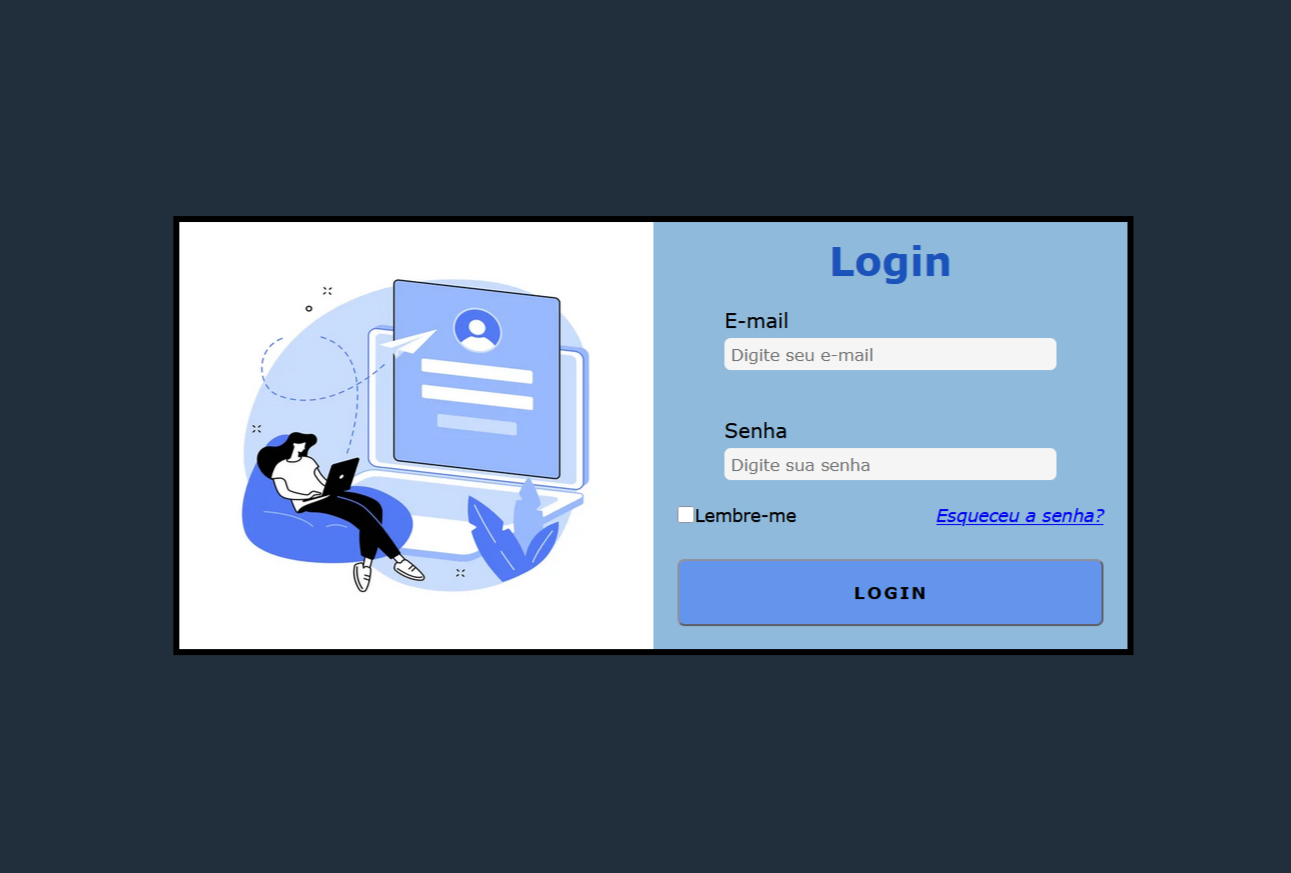 Login
E-mail
Digite seu e-mail
Senha
Digite sua senha
Lembre-me Esqueceu a senha?
LOGIN